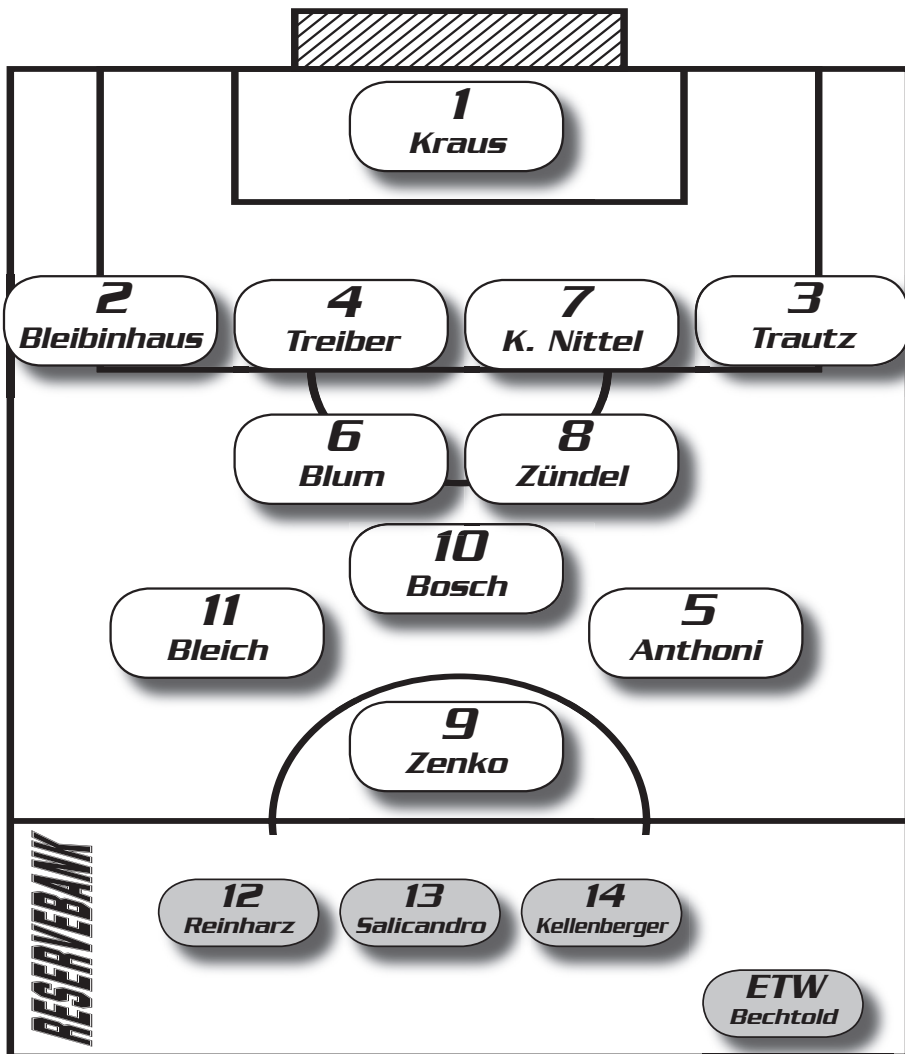 1
Kraus
2
Bleibinhaus
4
Treiber
7
K. Nittel
3
Trautz
6
Blum
8
Zündel
10
Bosch
11
Bleich
5
Anthoni
9
Zenko
RESERVEBANK
12
Reinharz
13
Salicandro
14
Kellenberger
ETW
Bechtold